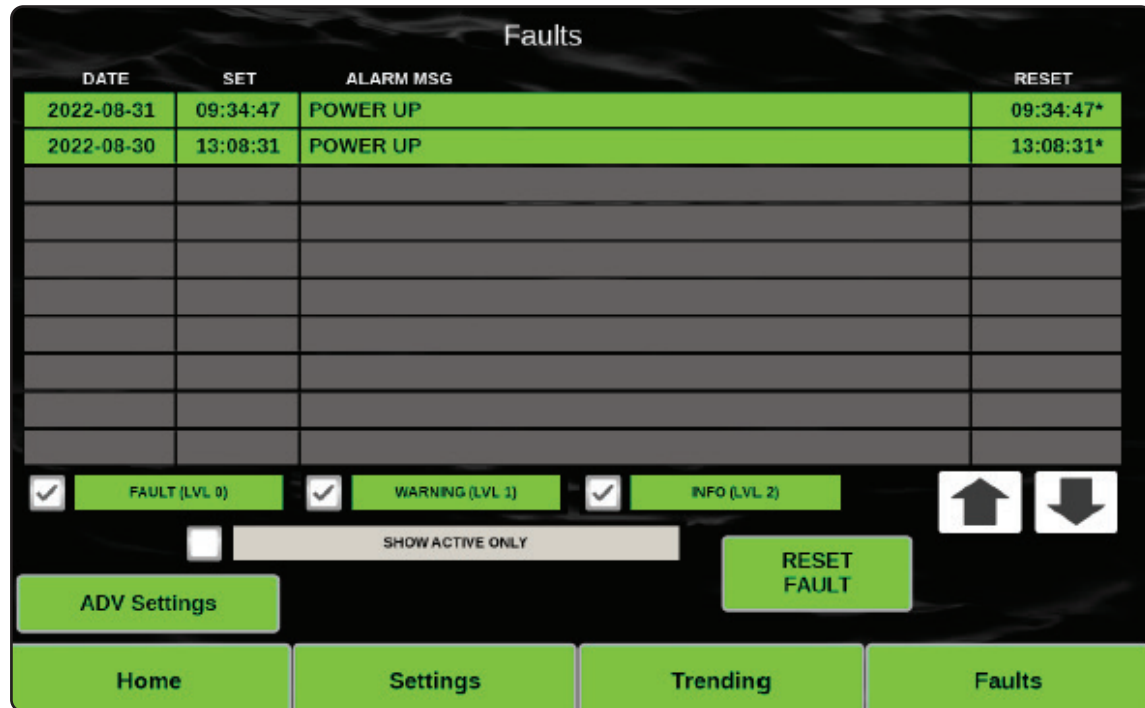 Faults
DATE SET ALARM MSG RESET
2022-08-31 09:34:47 POWER UP 09:34:47*
2022-08-30 13:08:31 POWER UP 13:08:31*
FAULT (LVL 0) WARNING (LVL 1) INFO (LVL 2)
SHOW ACTIVE ONLY
RESET
FAULT
ADV Settings
Home Settings Trending Faults